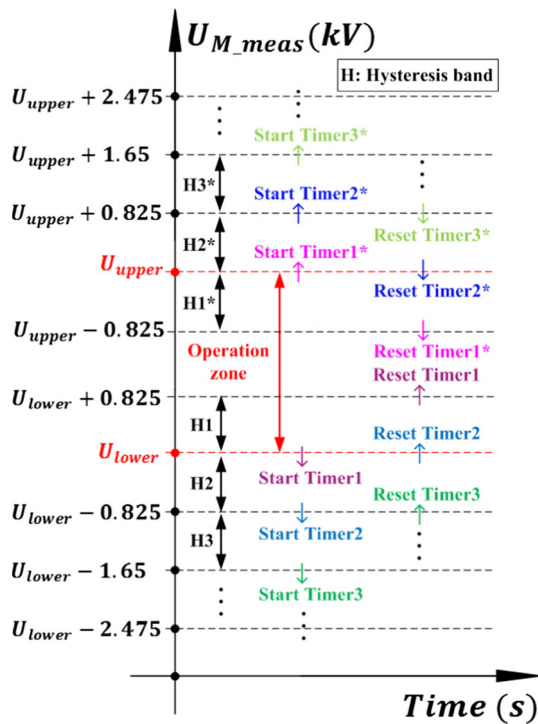 U_M_meas(kV)
H: Hysteresis band
U_upper + 2.475
Start Timer3*
U_upper + 1.65
H3*
Start Timer2*
U_upper + 0.825
Reset Timer3*
H2*
Start Timer1*
U_upper
Reset Timer2*
H1*
U_upper − 0.825
Operation
zone
Reset Timer1*
Reset Timer1
U_lower + 0.825
H1
Reset Timer2
U_lower
Start Timer1
H2
Reset Timer3
U_lower − 0.825
Start Timer2
H3
U_lower − 1.65
Start Timer3
U_lower − 2.475
Time (s)